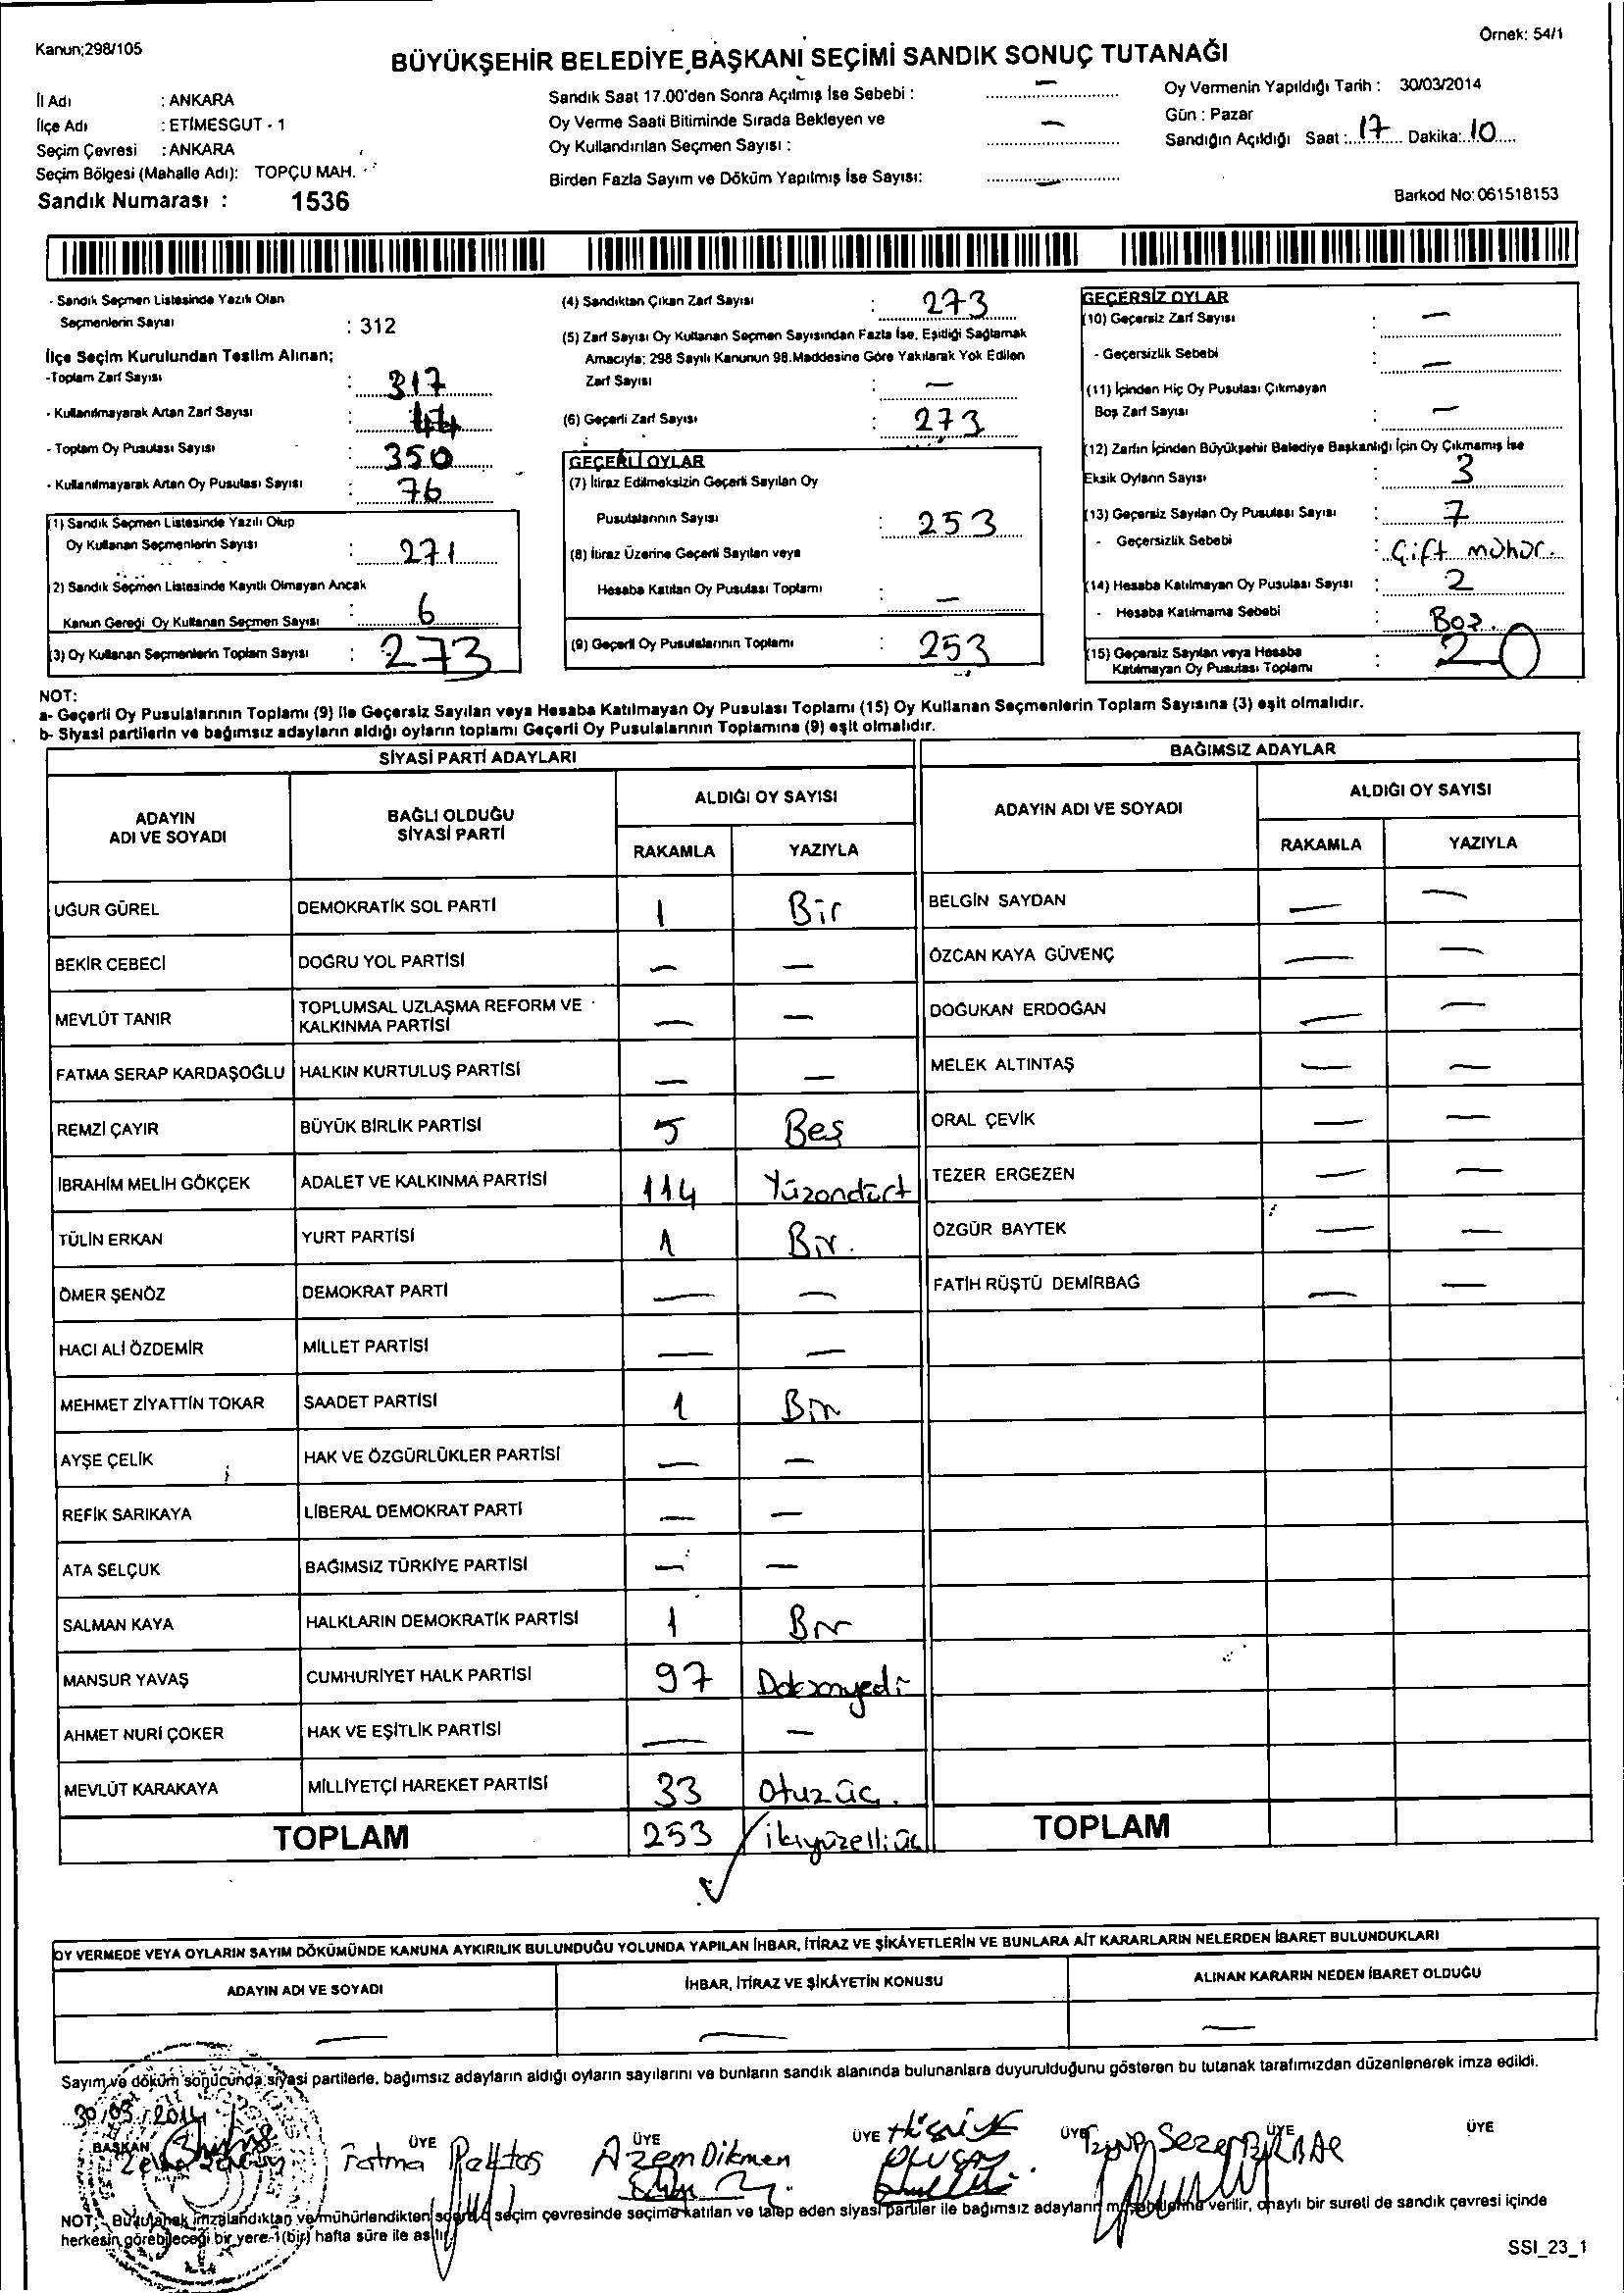 Kanun;298/105
Örnek: 54/1
BÜYÜKŞEHİR BELEDİYE BAŞKANI SEÇİMİ SANDIK SONUÇ TUTANAĞI
İl Adı : ANKARA
İlçe Adı : ETİMESGUT - 1
Seçim Çevresi : ANKARA
Seçim Bölgesi (Mahalle Adı): TOPÇU MAH.
Sandık Numarası : 1536
Sandık Saat 17.00'den Sonra Açılmış İse Sebebi : —
Oy Verme Saati Bitiminde Sırada Bekleyen ve
Oy Kullandırılan Seçmen Sayısı : —
Birden Fazla Sayım ve Döküm Yapılmış İse Sayısı: —
Oy Vermenin Yapıldığı Tarih : 30/03/2014
Gün : Pazar
Sandığın Açıldığı Saat : 17 Dakika: 10
Barkod No: 061518153
- Sandık Seçmen Listesinde Yazılı Olan
Seçmenlerin Sayısı : 312
İlçe Seçim Kurulundan Teslim Alınan;
-Toplam Zarf Sayısı : 317
- Kullanılmayarak Artan Zarf Sayısı : 44
- Toplam Oy Pusulası Sayısı : 350
- Kullanılmayarak Artan Oy Pusulası Sayısı : 76
(1) Sandık Seçmen Listesinde Yazılı Olup
Oy Kullanan Seçmenlerin Sayısı : 271
2) Sandık Seçmen Listesinde Kayıtlı Olmayan Ancak
Kanun Gereği Oy Kullanan Seçmen Sayısı : 6
(3) Oy Kullanan Seçmenlerin Toplam Sayısı : 273
(4) Sandıktan Çıkan Zarf Sayısı : 273
(5) Zarf Sayısı Oy Kullanan Seçmen Sayısından Fazla İse, Eşitliği Sağlamak
Amacıyla; 298 Sayılı Kanunun 98.Maddesine Göre Yakılarak Yok Edilen
Zarf Sayısı : —
(6) Geçerli Zarf Sayısı : 273
GEÇERLİ OYLAR
(7) İtiraz Edilmeksizin Geçerli Sayılan Oy
Pusulalarının Sayısı : 253
(8) İtiraz Üzerine Geçerli Sayılan veya
Hesaba Katılan Oy Pusulası Toplamı : —
(9) Geçerli Oy Pusulalarının Toplamı : 253
GEÇERSİZ OYLAR
(10) Geçersiz Zarf Sayısı : —
- Geçersizlik Sebebi : —
(11) İçinden Hiç Oy Pusulası Çıkmayan
Boş Zarf Sayısı : —
(12) Zarfın İçinden Büyükşehir Belediye Başkanlığı İçin Oy Çıkmamış İse
Eksik Oyların Sayısı : 3
(13) Geçersiz Sayılan Oy Pusulası Sayısı : 7
- Geçersizlik Sebebi : Çift mühür.
(14) Hesaba Katılmayan Oy Pusulası Sayısı : 2
- Hesaba Katılmama Sebebi : Boş.
(15) Geçersiz Sayılan veya Hesaba
Katılmayan Oy Pusulası Toplamı : 20
NOT:
a- Geçerli Oy Pusulalarının Toplamı (9) İle Geçersiz Sayılan veya Hesaba Katılmayan Oy Pusulası Toplamı (15) Oy Kullanan Seçmenlerin Toplam Sayısına (3) eşit olmalıdır.
b- Siyasi partilerin ve bağımsız adayların aldığı oyların toplamı Geçerli Oy Pusulalarının Toplamına (9) eşit olmalıdır.
SİYASİ PARTİ ADAYLARI
BAĞIMSIZ ADAYLAR
ADAYIN
ADI VE SOYADI
BAĞLI OLDUĞU
SİYASİ PARTİ
ALDIĞI OY SAYISI
RAKAMLA YAZIYLA
ADAYIN ADI VE SOYADI
ALDIĞI OY SAYISI
RAKAMLA YAZIYLA
UĞUR GÜREL DEMOKRATİK SOL PARTİ 1 Bir BELGİN SAYDAN — —
BEKİR CEBECİ DOĞRU YOL PARTİSİ — — ÖZCAN KAYA GÜVENÇ — —
MEVLÜT TANIR TOPLUMSAL UZLAŞMA REFORM VE
KALKINMA PARTİSİ — — DOĞUKAN ERDOĞAN — —
FATMA SERAP KARDAŞOĞLU HALKIN KURTULUŞ PARTİSİ — — MELEK ALTINTAŞ — —
REMZİ ÇAYIR BÜYÜK BİRLİK PARTİSİ 5 Beş ORAL ÇEVİK — —
İBRAHİM MELİH GÖKÇEK ADALET VE KALKINMA PARTİSİ 114 Yüzondört TEZER ERGEZEN — —
TÜLİN ERKAN YURT PARTİSİ 1 Bir. ÖZGÜR BAYTEK — —
ÖMER ŞENÖZ DEMOKRAT PARTİ — — FATİH RÜŞTÜ DEMİRBAĞ — —
HACI ALİ ÖZDEMİR MİLLET PARTİSİ — —
MEHMET ZİYATTİN TOKAR SAADET PARTİSİ 1 Bir
AYŞE ÇELİK HAK VE ÖZGÜRLÜKLER PARTİSİ — —
REFİK SARIKAYA LİBERAL DEMOKRAT PARTİ — —
ATA SELÇUK BAĞIMSIZ TÜRKİYE PARTİSİ — —
SALMAN KAYA HALKLARIN DEMOKRATİK PARTİSİ 1 Bir
MANSUR YAVAŞ CUMHURİYET HALK PARTİSİ 97 Doksanyedi
AHMET NURİ ÇOKER HAK VE EŞİTLİK PARTİSİ — —
MEVLÜT KARAKAYA MİLLİYETÇİ HAREKET PARTİSİ 33 Otuzüç.
TOPLAM 253 ikiyüzelliüç TOPLAM
OY VERMEDE VEYA OYLARIN SAYIM DÖKÜMÜNDE KANUNA AYKIRILIK BULUNDUĞU YOLUNDA YAPILAN İHBAR, İTİRAZ VE ŞİKÂYETLERİN VE BUNLARA AİT KARARLARIN NELERDEN İBARET BULUNDUKLARI
ADAYIN ADI VE SOYADI İHBAR, İTİRAZ VE ŞİKÂYETİN KONUSU ALINAN KARARIN NEDEN İBARET OLDUĞU
— — —
Sayım ve döküm sonucunda siyasi partilerle, bağımsız adayların aldığı oyların sayılarını ve bunların sandık alanında bulunanlara duyurulduğunu gösteren bu tutanak tarafımızdan düzenlenerek imza edildi.
30/03/2014
BAŞKAN ÜYE ÜYE ÜYE ÜYE ÜYE ÜYE
Fatma Azem Dikmen Sezer
NOT: Bu tutanak imzalandıktan ve mühürlendikten sonra seçim çevresinde seçime katılan ve talep eden siyasi partiler ile bağımsız adayların müşahitlerine verilir, onaylı bir sureti de sandık çevresi içinde
herkesin görebileceği bir yere 1(bir) hafta süre ile asılır.
SSI_23_1